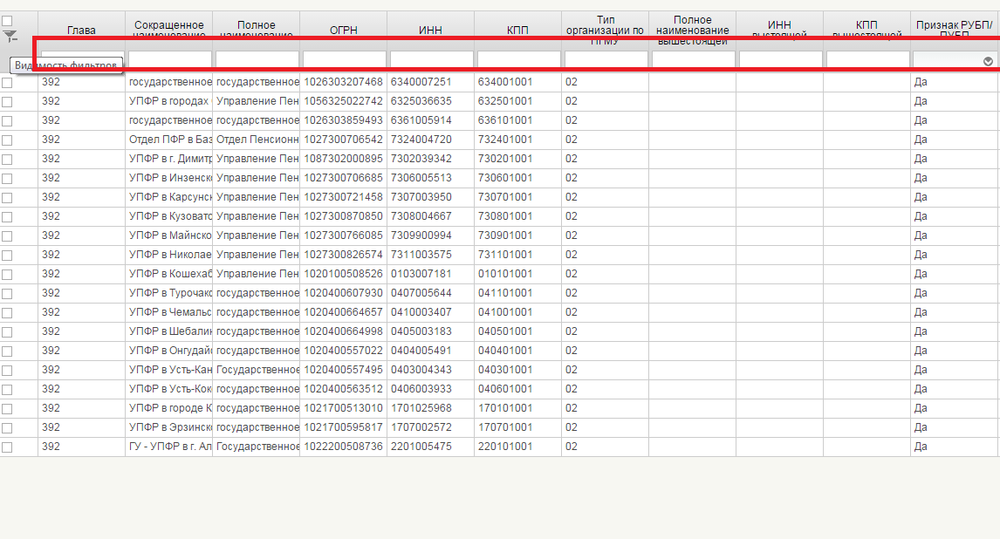 Глава Сокращенное наименование Полное наименование ОГРН ИНН КПП Тип организации по ППМУ Полное наименование вышестоящей ИНН КПП вышестоящей Признак РУБП/ПУБП
Видимость фильтров
392 государственное государственное 1026303207468 6340007251 634001001 02 Да
392 УПФР в городах Управление Пен 1056325022742 6325036635 632501001 02 Да
392 государственное государственное 1026303859493 6361005914 636101001 02 Да
392 Отдел ПФР в Баз Отдел Пенсионн 1027300706542 7324004720 732401001 02 Да
392 УПФР в г. Димитр Управление Пен 1087302000895 7302039342 730201001 02 Да
392 УПФР в Инзенск Управление Пен 1027300706685 7306005513 730601001 02 Да
392 УПФР в Карсунс Управление Пен 1027300721458 7307003950 730701001 02 Да
392 УПФР в Кузовато Управление Пен 1027300870850 7308004667 730801001 02 Да
392 УПФР в Майнско Управление Пен 1027300766085 7309900994 730901001 02 Да
392 УПФР в Николае Управление Пен 1027300826574 7311003575 731101001 02 Да
392 УПФР в Кошехаб Управление Пен 1020100508526 0103007181 010101001 02 Да
392 УПФР в Турочако государственное 1020400607930 0407005644 041101001 02 Да
392 УПФР в Чемальс государственное 1020400664657 0410003407 041001001 02 Да
392 УПФР в Шебалин государственное 1020400664998 0405003183 040501001 02 Да
392 УПФР в Онгудай государственное 1020400557022 0404005491 040401001 02 Да
392 УПФР в Усть-Кан Государственное 1020400557495 0403004343 040301001 02 Да
392 УПФР в Усть-Кок государственное 1020400563512 0406003933 040601001 02 Да
392 УПФР в городе К государственное 1021700513010 1701025968 170101001 02 Да
392 УПФР в Эрзинск государственное 1021700595817 1707002572 170701001 02 Да
392 ГУ - УПФР в г. Ал Государственное 1022200508736 2201005475 220101001 02 Да